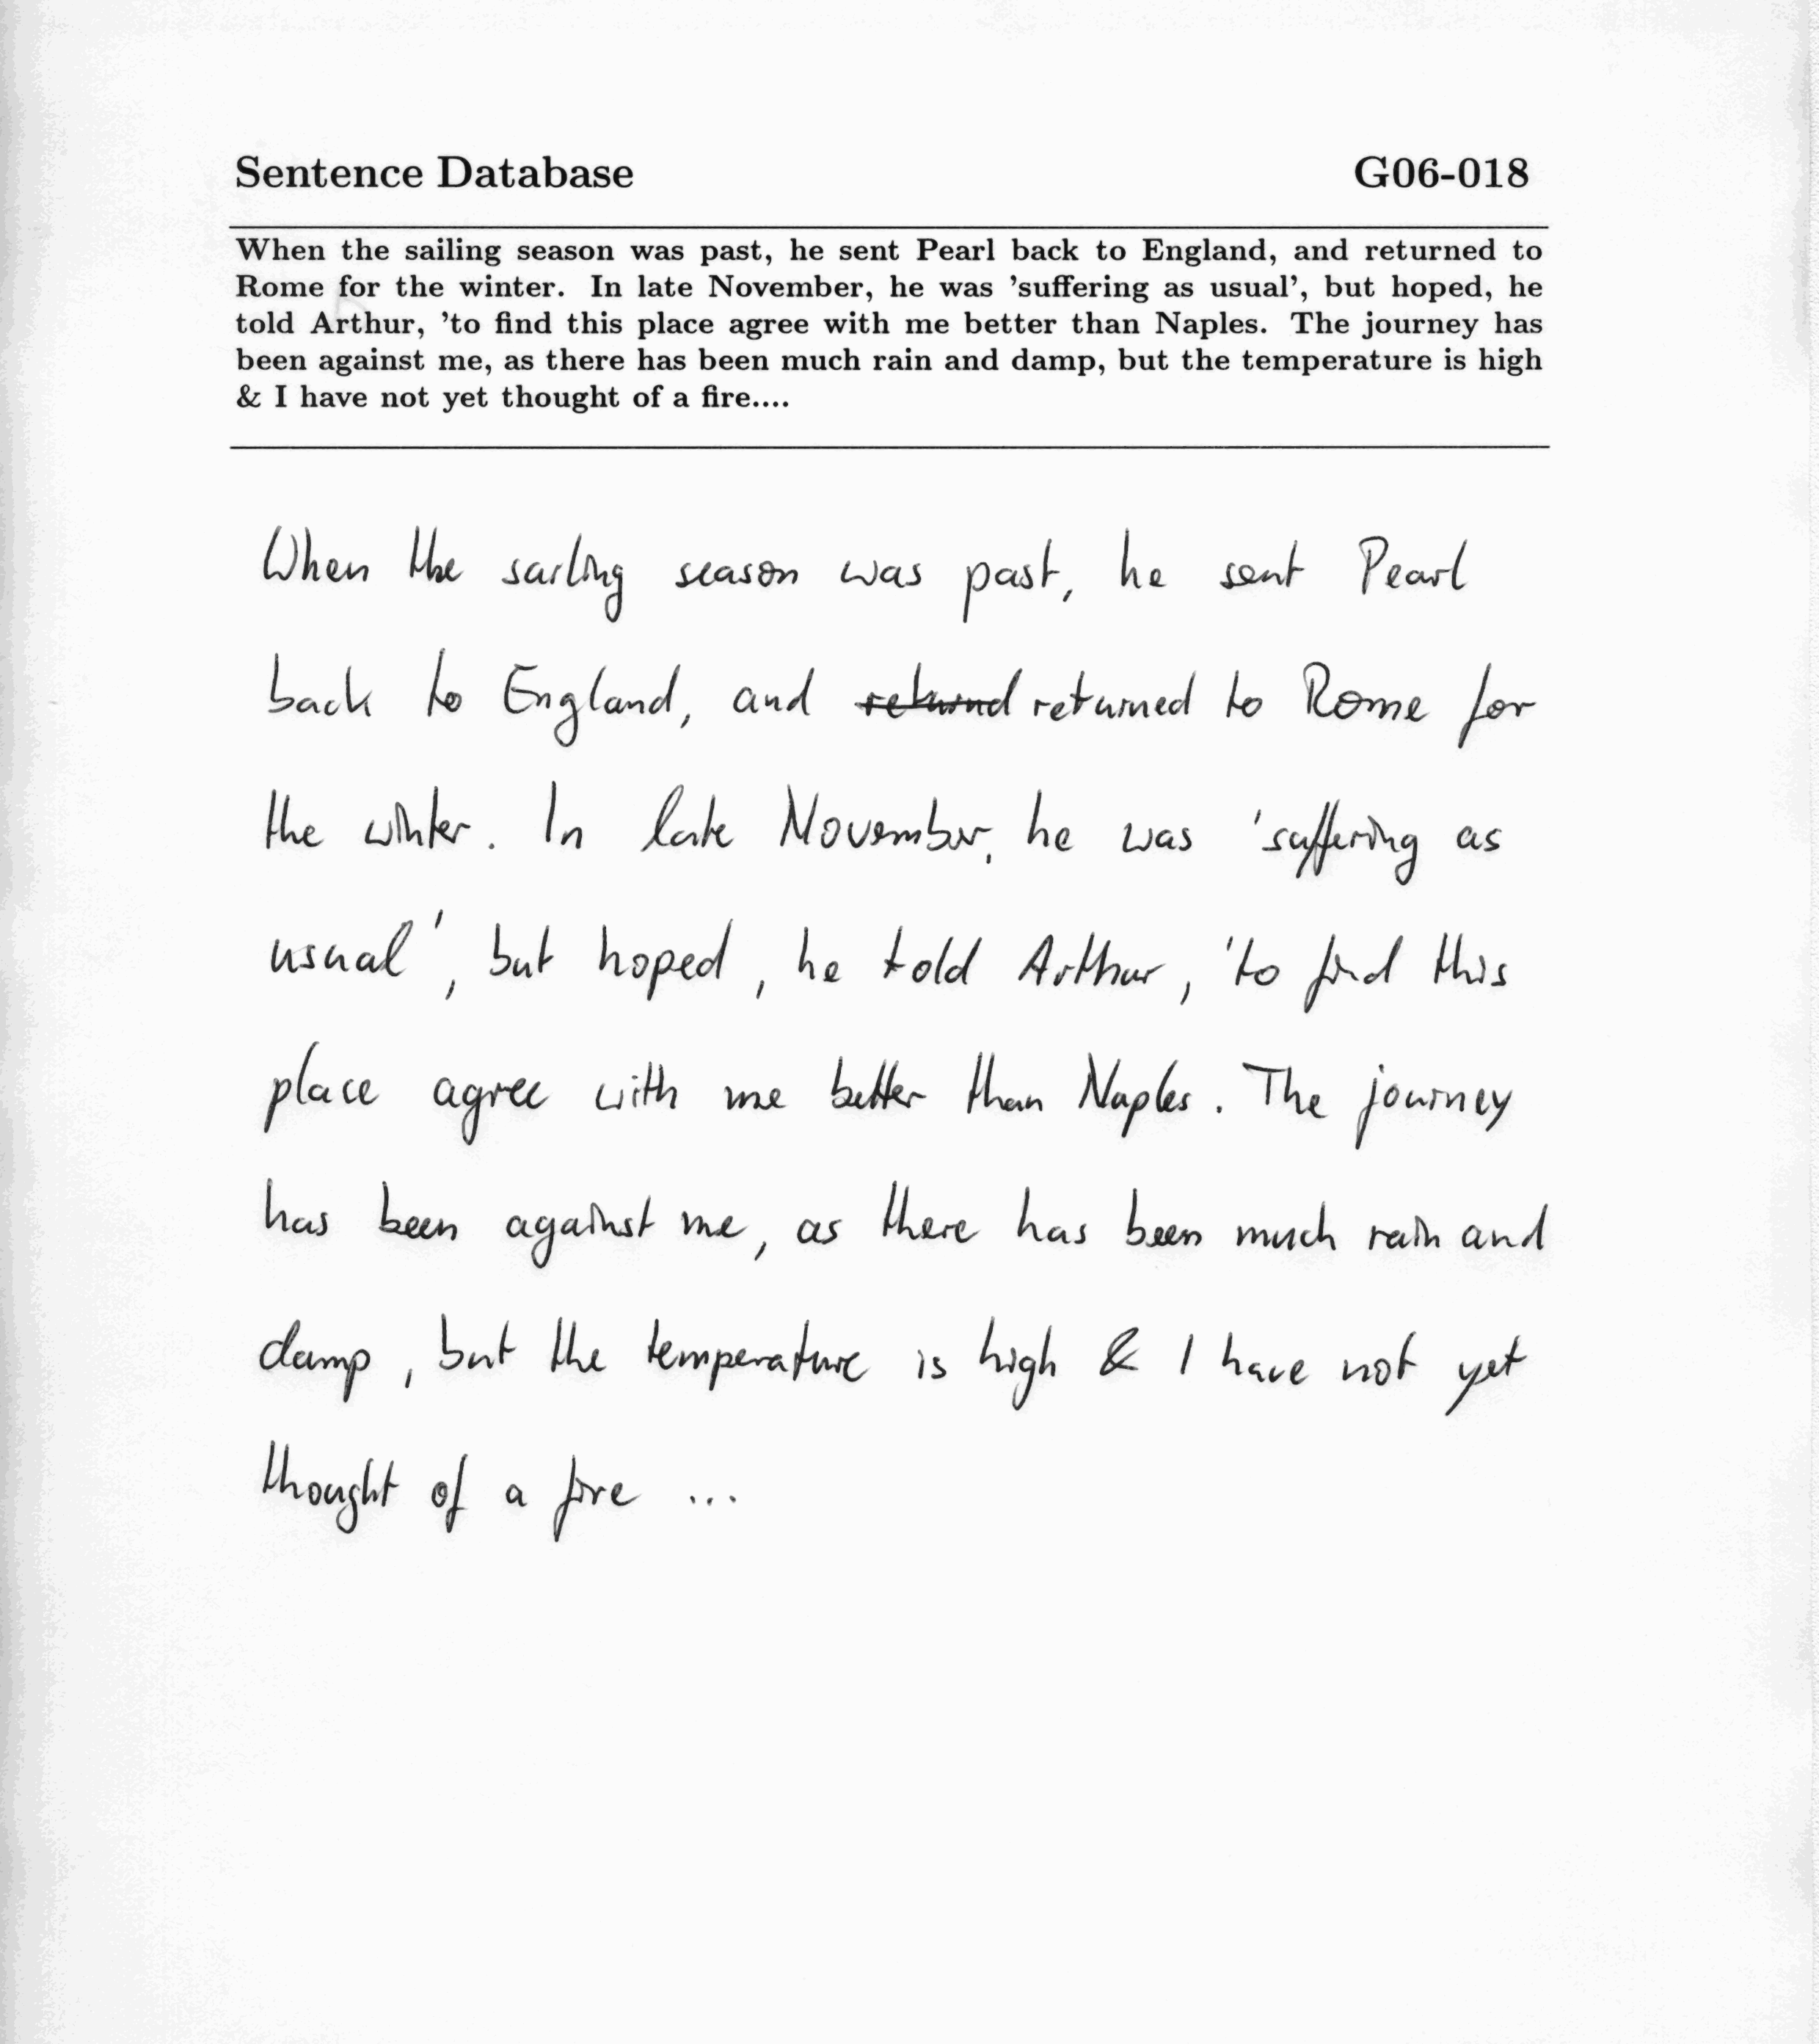 Sentence Database G06-018
When the sailing season was past, he sent Pearl back to England, and returned to
Rome for the winter. In late November, he was 'suffering as usual', but hoped, he
told Arthur, 'to find this place agree with me better than Naples. The journey has
been against me, as there has been much rain and damp, but the temperature is high
& I have not yet thought of a fire....
When the sailing season was past, he sent Pearl
back to England, and returnd returned to Rome for
the winter. In late November, he was 'suffering as
usual', but hoped, he told Arthur, 'to find this
place agree with me better than Naples. The journey
has been against me, as there has been much rain and
damp, but the temperature is high & I have not yet
thought of a fire ...